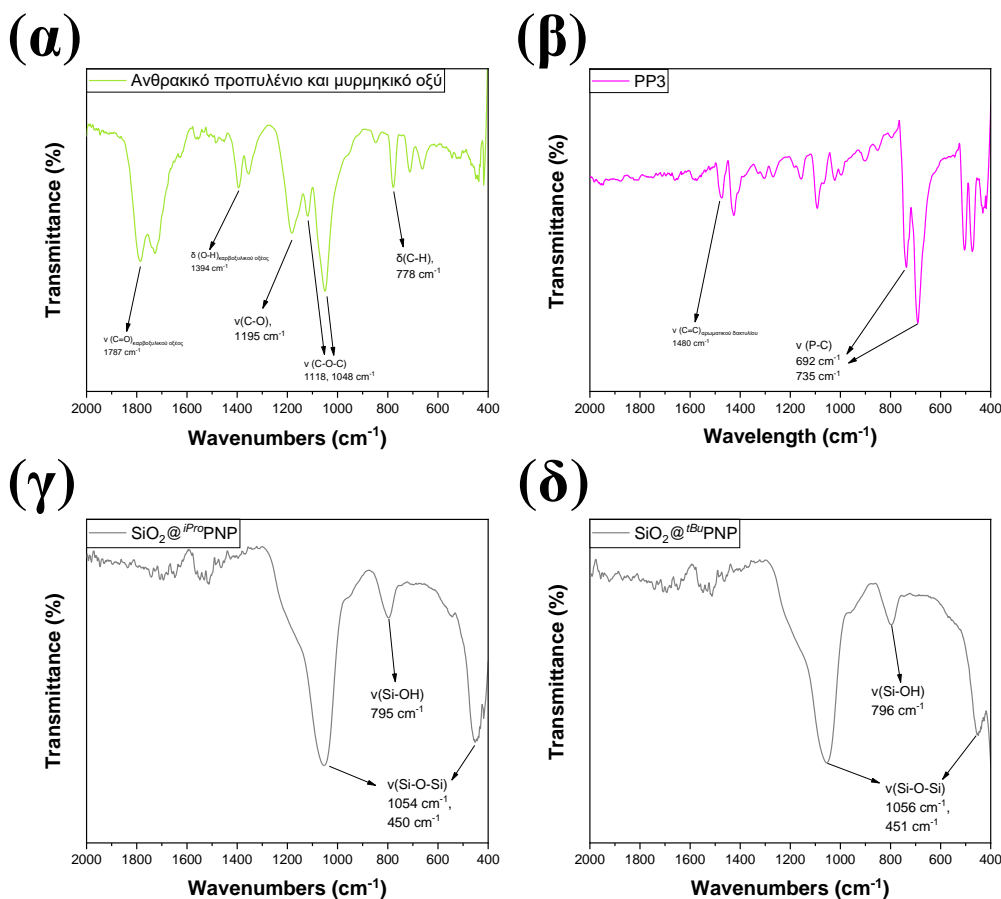 (α)
Ανθρακικό προπυλένιο και μυρμηκικό οξύ
Transmittance (%)
δ (O-H)καρβοξυλικού οξέος
1394 cm-1
δ(C-H),
778 cm-1
ν(C-O),
1195 cm-1
ν (C=O)καρβοξυλικού οξέος
1787 cm-1
ν (C-O-C)
1118, 1048 cm-1
2000 1800 1600 1400 1200 1000 800 600 400
Wavenumbers (cm-1)
(β)
PP3
Transmittance (%)
ν (C=C)αρωματικού δακτυλίου
1480 cm-1
ν (P-C)
692 cm-1
735 cm-1
2000 1800 1600 1400 1200 1000 800 600 400
Wavelength (cm-1)
(γ)
SiO2@iProPNP
Transmittance (%)
ν(Si-OH)
795 cm-1
ν(Si-O-Si)
1054 cm-1,
450 cm-1
2000 1800 1600 1400 1200 1000 800 600 400
Wavenumbers (cm-1)
(δ)
SiO2@tBuPNP
Transmittance (%)
ν(Si-OH)
796 cm-1
ν(Si-O-Si)
1056 cm-1,
451 cm-1
2000 1800 1600 1400 1200 1000 800 600 400
Wavenumbers (cm-1)